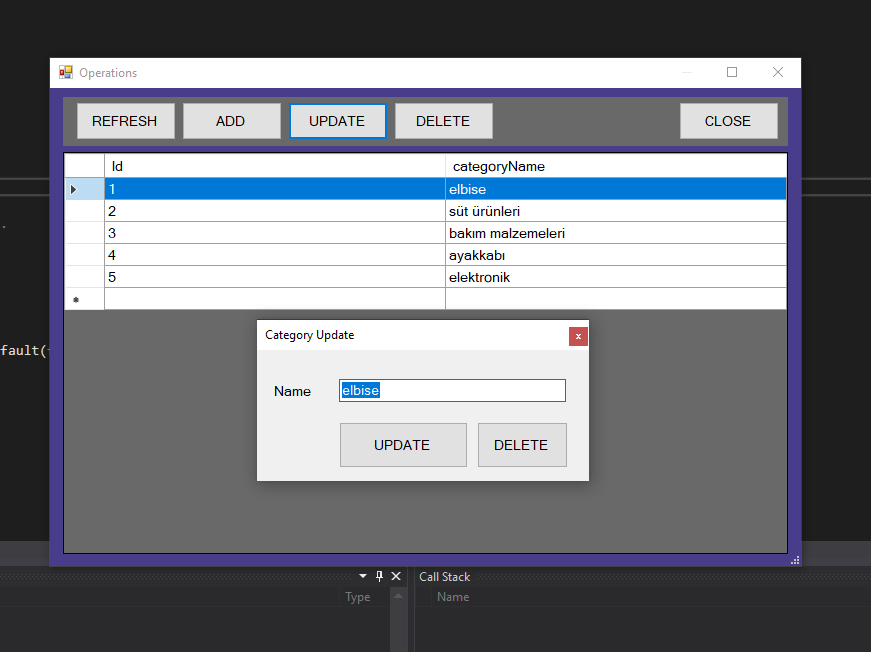 Operations
REFRESH ADD UPDATE DELETE CLOSE
Id categoryName
1 elbise
2 süt ürünleri
3 bakım malzemeleri
4 ayakkabı
5 elektronik
*
Category Update x
fault(
Name elbise
UPDATE DELETE
Call Stack
Type Name